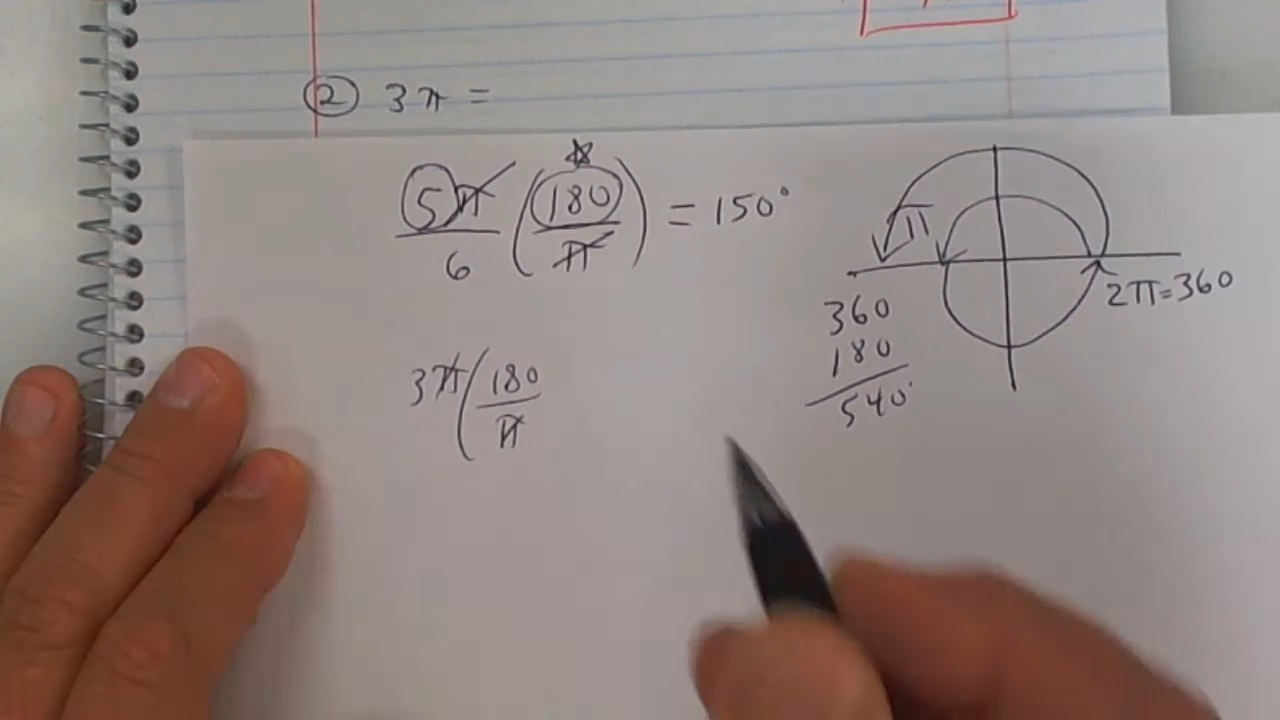 ② 3π =
5π/6 (180/π) = 150°
π
2π=360
360
180
540°
3π(180/π